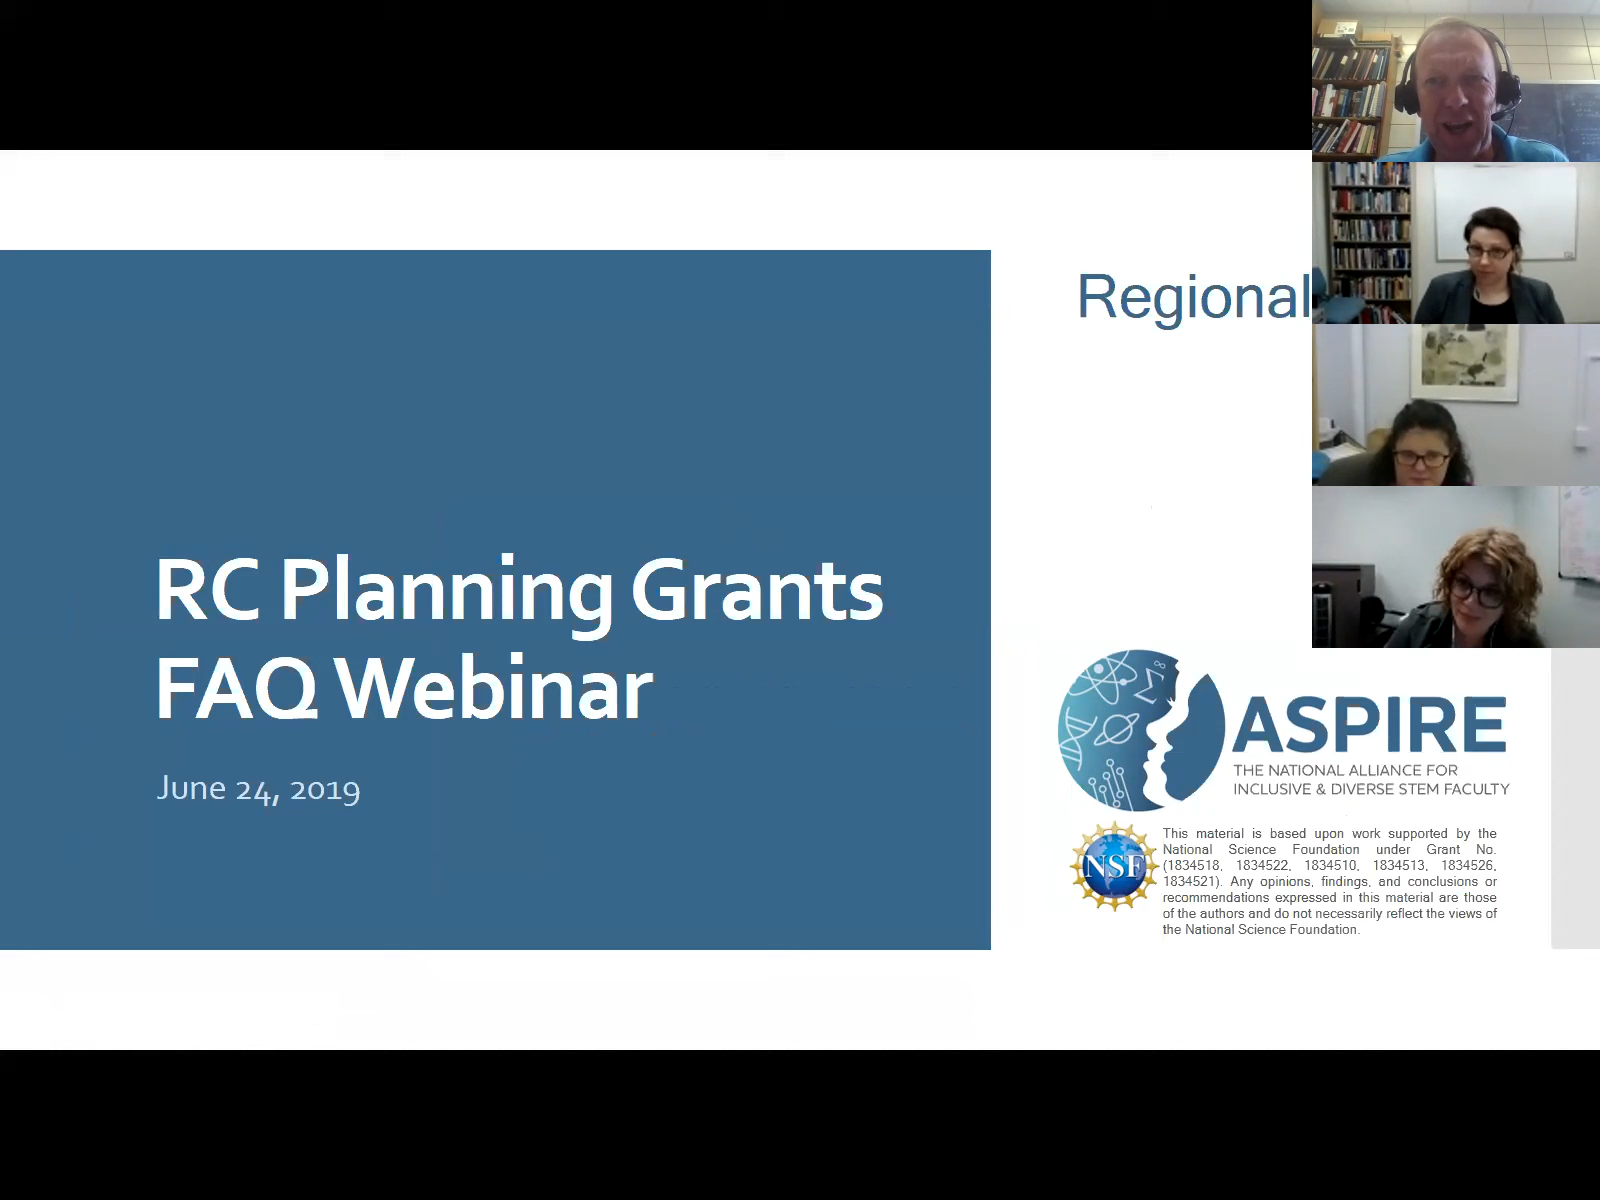 Regional
RC Planning Grants
FAQ Webinar
June 24, 2019
ASPIRE
THE NATIONAL ALLIANCE FOR
INCLUSIVE & DIVERSE STEM FACULTY
NSF
This material is based upon work supported by the
National Science Foundation under Grant No.
(1834518, 1834522, 1834510, 1834513, 1834526,
1834521). Any opinions, findings, and conclusions or
recommendations expressed in this material are those
of the authors and do not necessarily reflect the views of
the National Science Foundation.